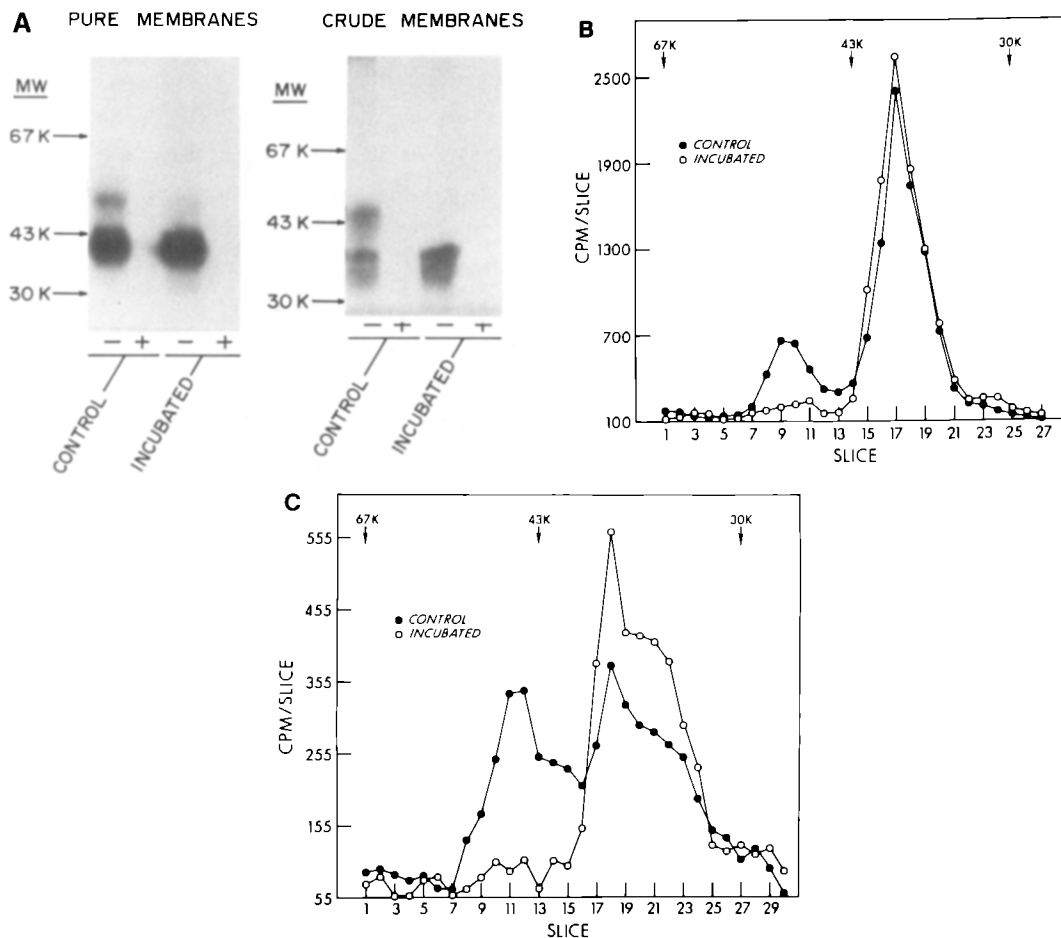 A PURE MEMBRANES
MW
67 K
43 K
30 K
− + − +
CONTROL
INCUBATED
CRUDE MEMBRANES
MW
67 K
43 K
30 K
− + − +
CONTROL
INCUBATED
B
67K 43K 30K
CONTROL
INCUBATED
CPM/SLICE
2500
1900
1300
700
100
1 3 5 7 9 11 13 15 17 19 21 23 25 27
SLICE
C
67K 43K 30K
CONTROL
INCUBATED
CPM/SLICE
555
455
355
255
155
55
1 3 5 7 9 11 13 15 17 19 21 23 25 27 29
SLICE